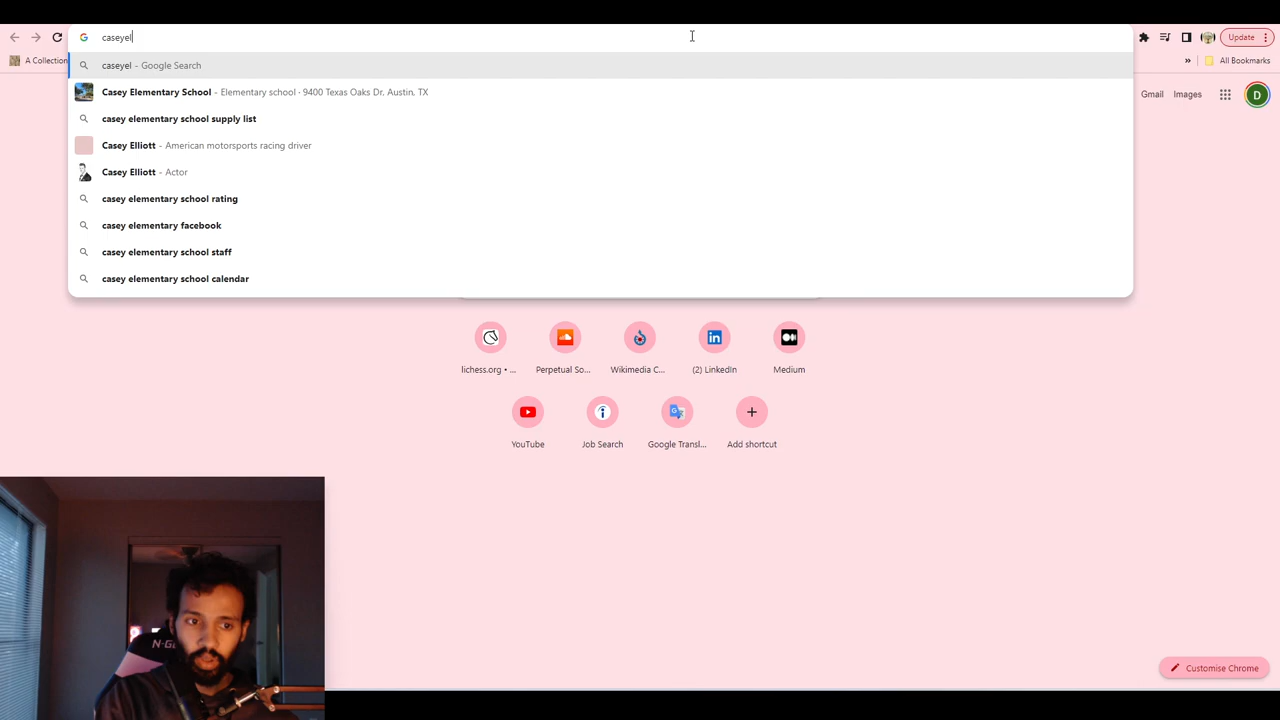 caseyel
Update
A Collection
All Bookmarks
caseyel - Google Search
Casey Elementary School - Elementary school · 9400 Texas Oaks Dr, Austin, TX
Gmail Images D
casey elementary school supply list
Casey Elliott - American motorsports racing driver
Casey Elliott - Actor
casey elementary school rating
casey elementary facebook
casey elementary school staff
casey elementary school calendar
lichess.org • ... Perpetual So... Wikimedia C... (2) LinkedIn Medium
YouTube Job Search Google Transl... Add shortcut
Customise Chrome